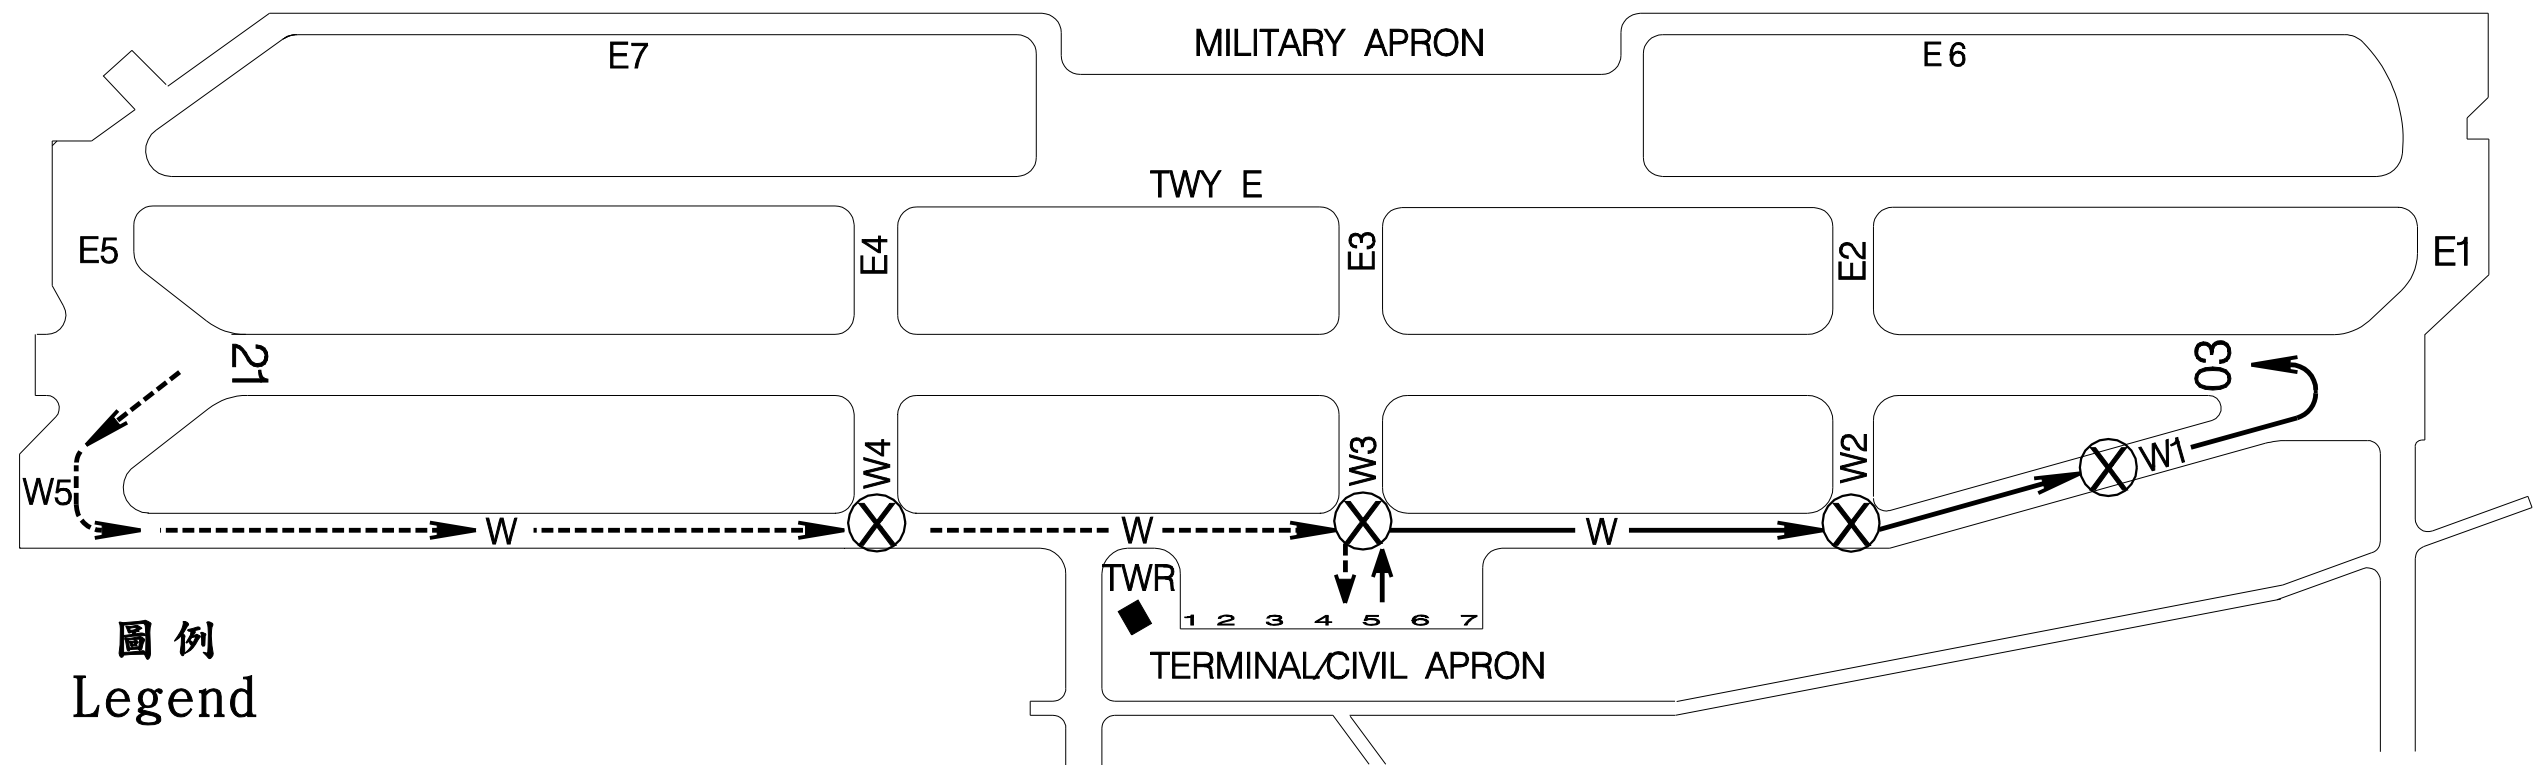 MILITARY APRON
E7
E6
TWY E
E5
E4
E3
E2
E1
21
03
W4
W3
W2
W1
W5
W
W
W
TWR
1 2 3 4 5 6 7
TERMINAL/CIVIL APRON
圖例
Legend